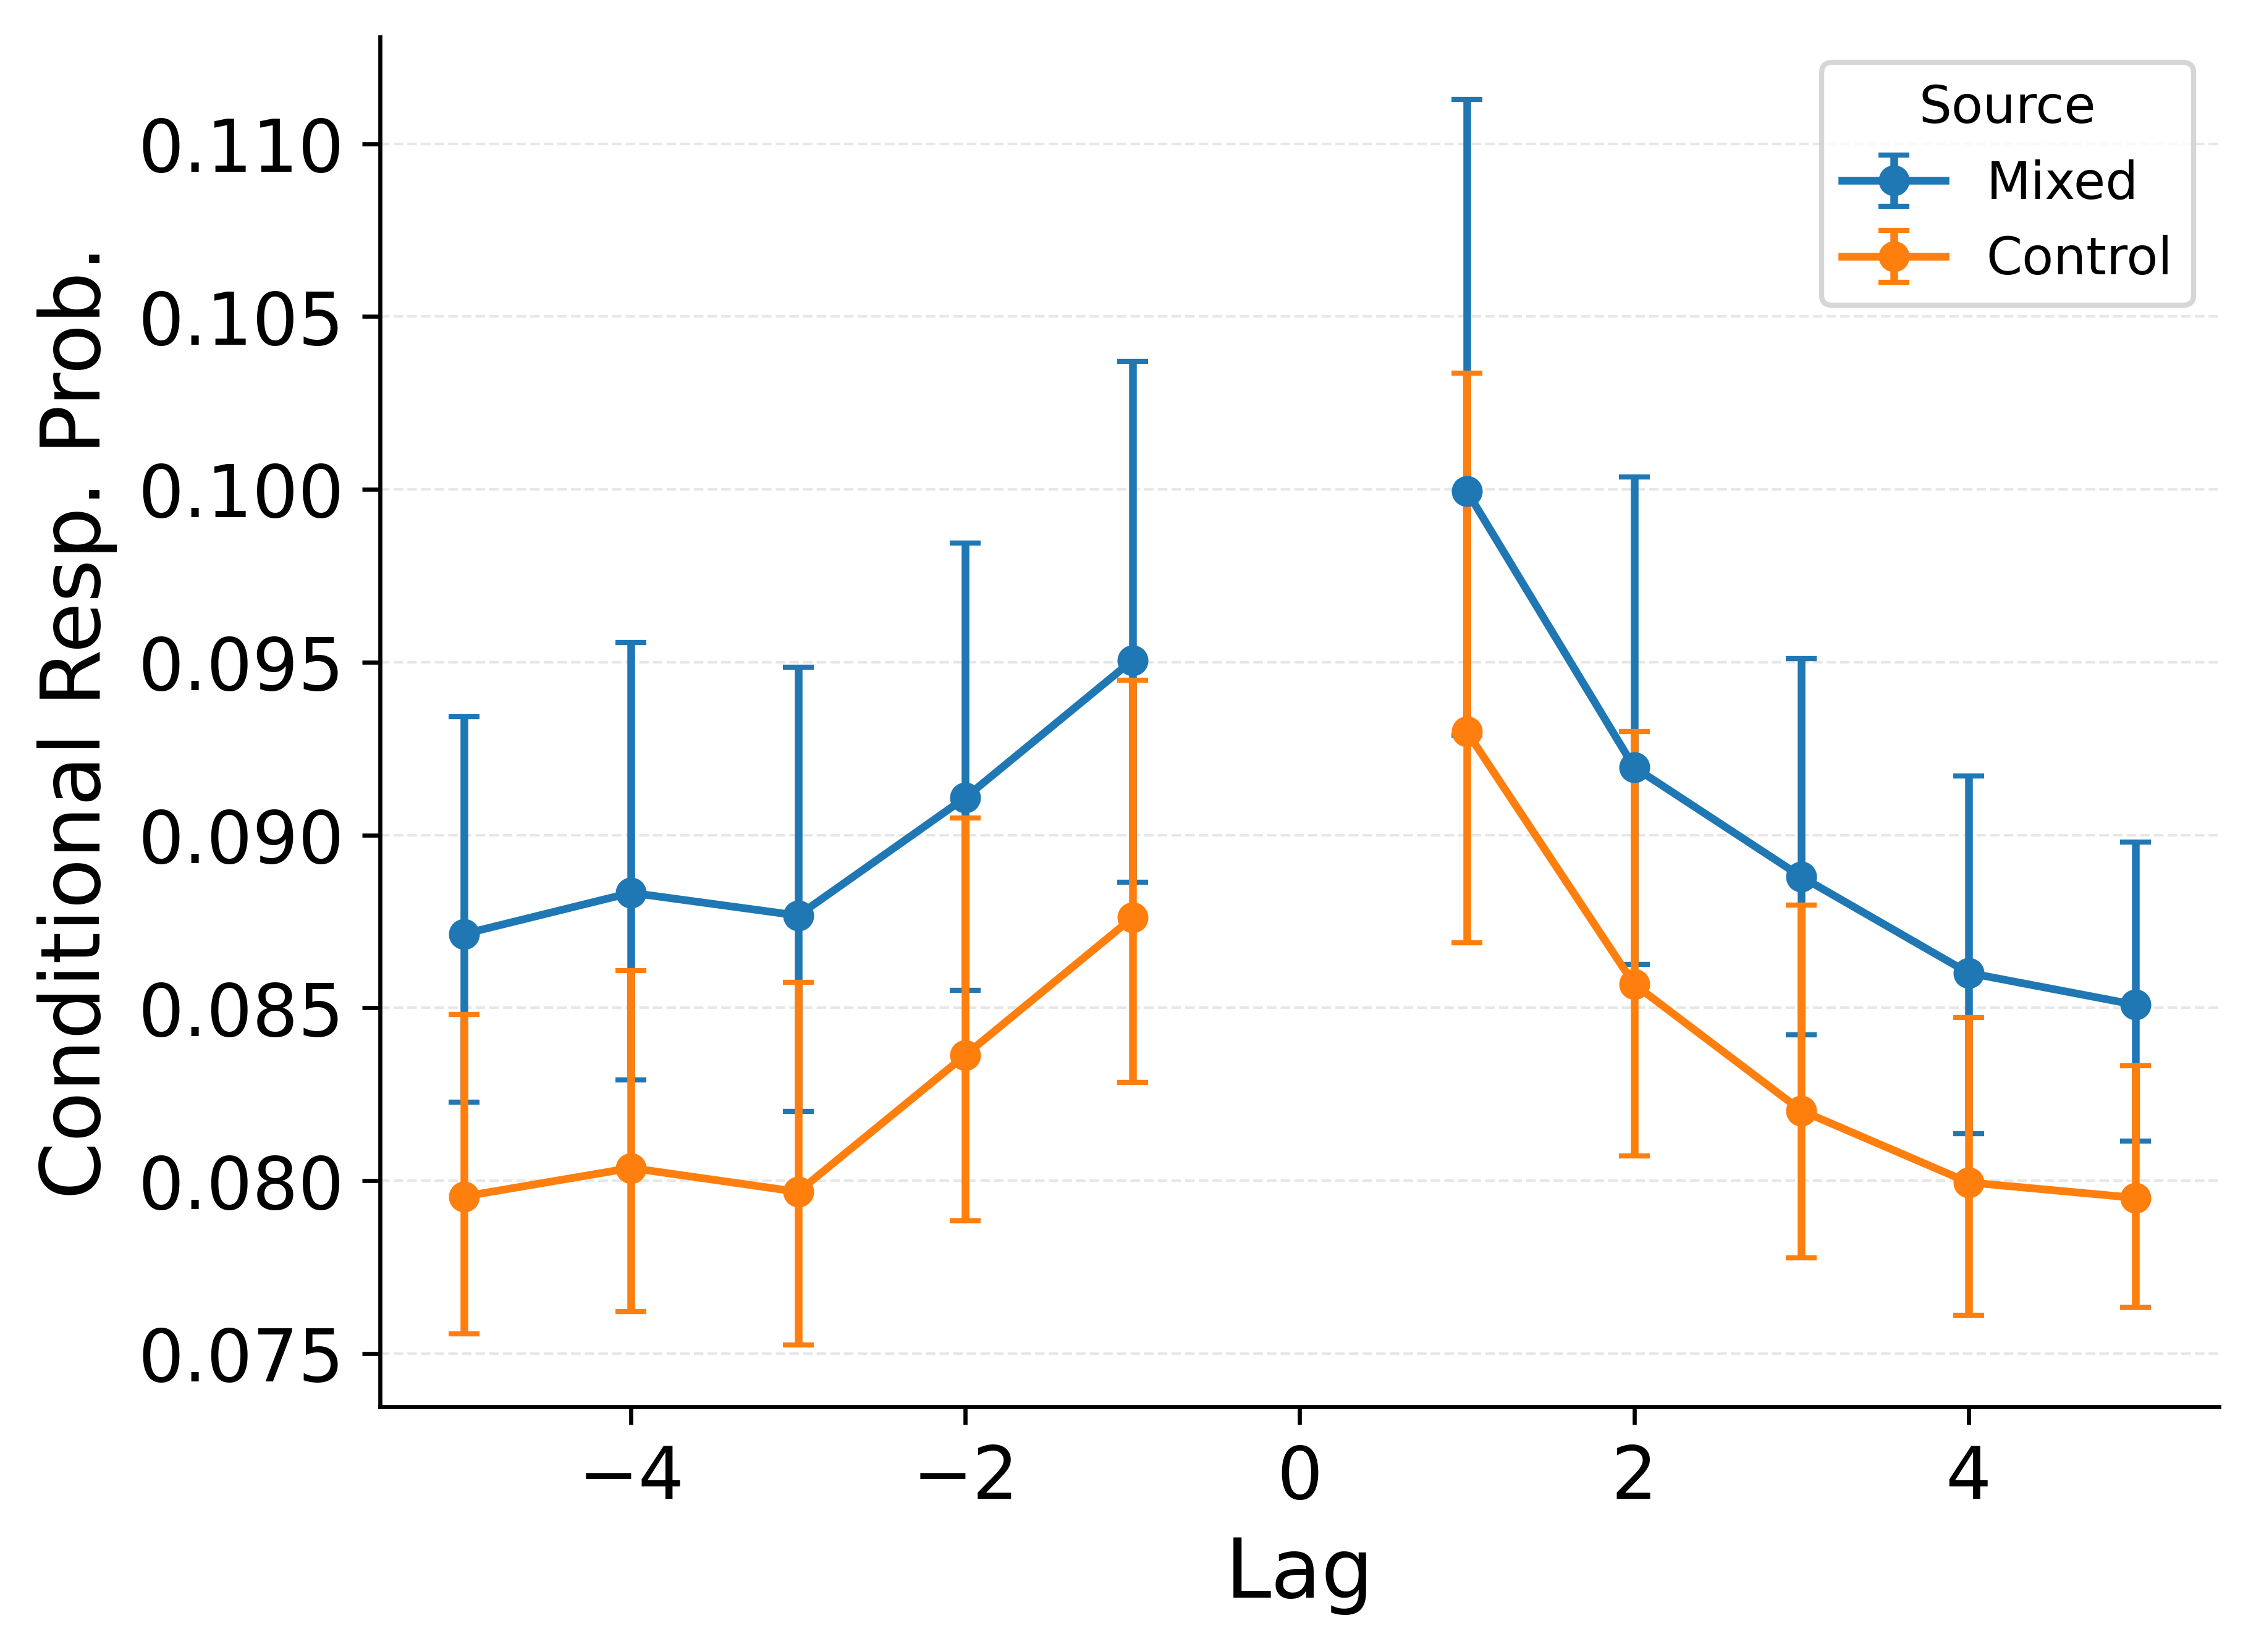 Source
Mixed
Control
0.110
0.105
0.100
0.095
0.090
0.085
0.080
0.075
Conditional Resp. Prob.
−4
−2
0
2
4
Lag